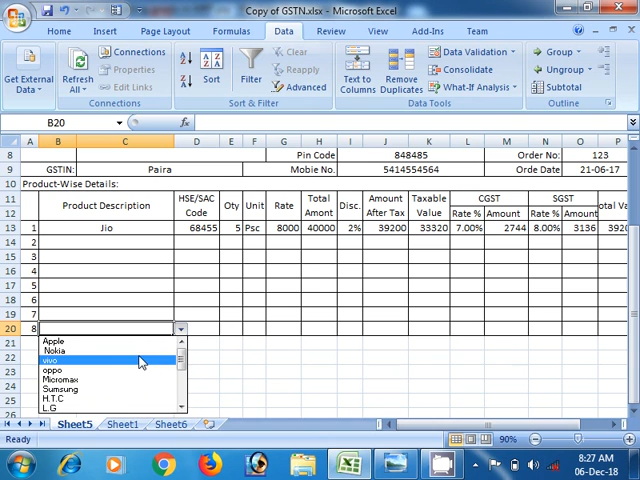 Copy of GSTN.xlsx - Microsoft Excel
Home Insert Page Layout Formulas Data Review View Add-Ins Team
Get External Data
Refresh All
Connections
Properties
Edit Links
Connections
Sort
Filter
Clear
Reapply
Advanced
Sort & Filter
Text to Columns
Remove Duplicates
Data Validation
Consolidate
What-If Analysis
Data Tools
Group
Ungroup
Subtotal
Outline
B20 fx
A B C D E F G H I J K L M N O P
8 Pin Code 848485 Order No: 123
9 GSTIN: Paira Mobie No. 5414554564 Orde Date 21-06-17
10 Product-Wise Details:
11 Product Description HSE/SAC Code Oty Unit Rate Total Amont Disc. Amount After Tax Taxable Value CGST SGST otal Va
12 Rate % Amount Rate % Amount
13 1 Jio 68455 5 Psc 8000 40000 2% 39200 33320 7.00% 2744 8.00% 3136 3920
14 2
15 3
16 4
17 5
18 6
19 7
20 8
21
22
23
24
25
26
Apple
Nokia
vivo
oppo
Micromax
Sumsung
H.T.C
L.G
Sheet5 Sheet1 Sheet6
Ready 90%
8:27 AM
06-Dec-18